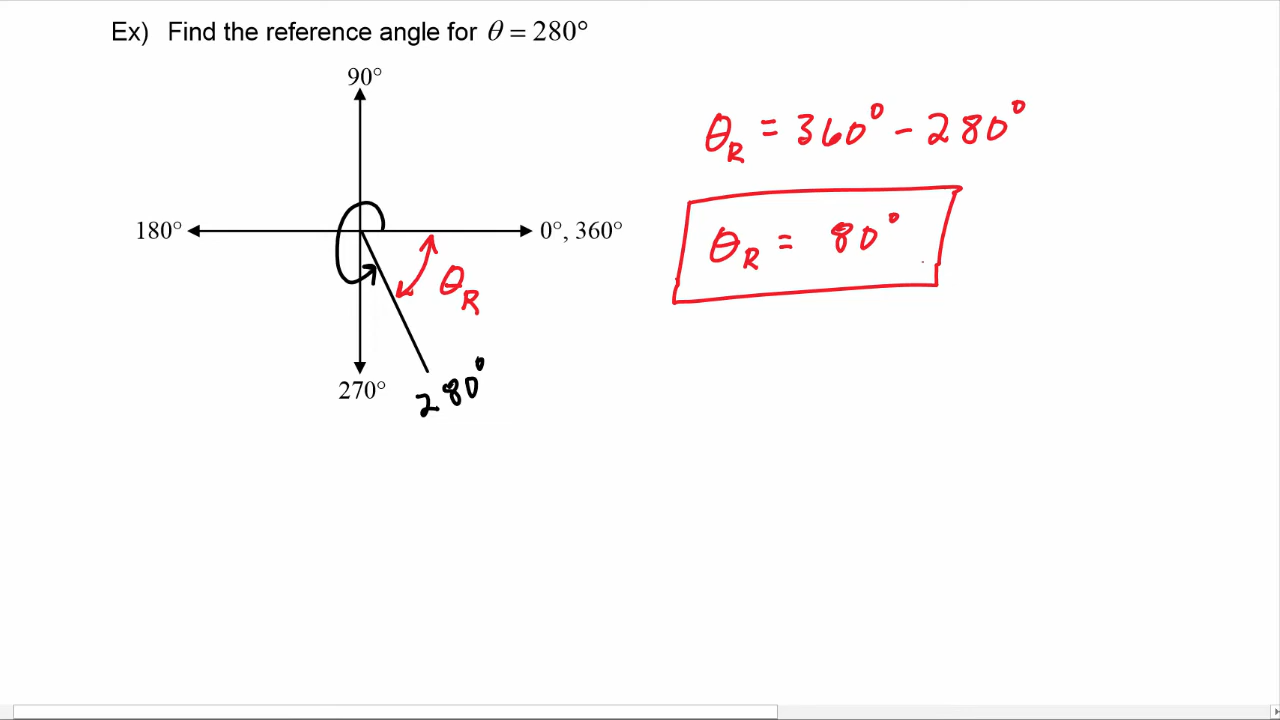 Ex) Find the reference angle for θ = 280°
90°
θR = 360° - 280°
180°
0°, 360°
θR = 80°
θR
270°
280°